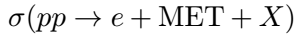 σ(pp → e + MET + X)